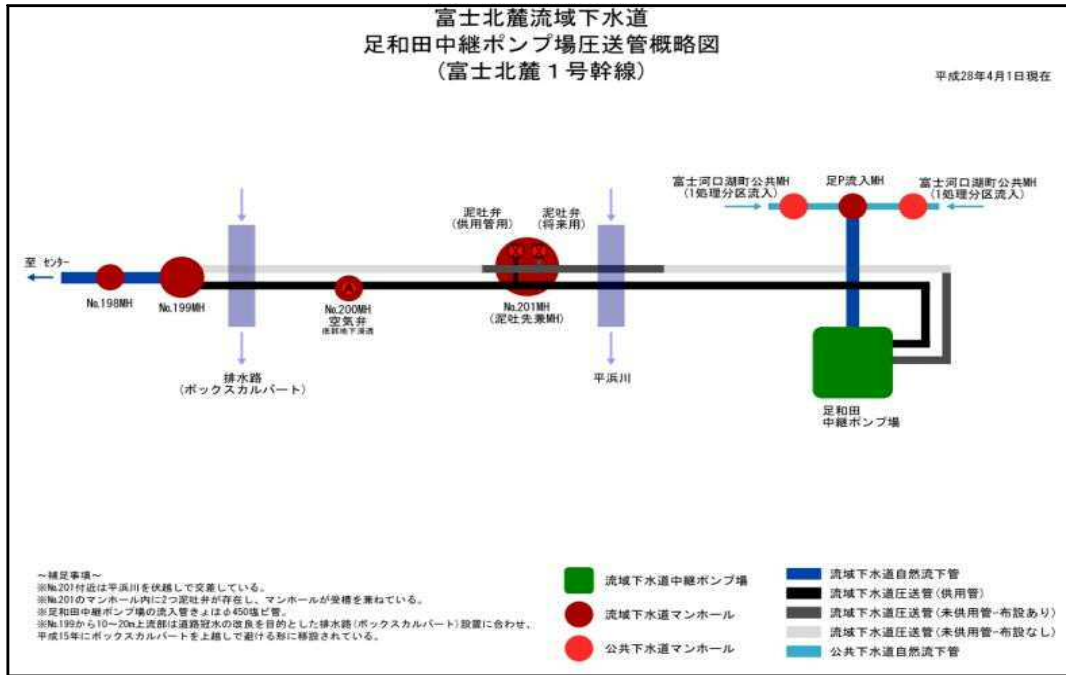 富士北麓流域下水道
足和田中継ポンプ場圧送管概略図
(富士北麓1号幹線)
平成28年4月1日現在
富士河口湖町公共MH
(1処理分区流入)
足P流入MH
富士河口湖町公共MH
(1処理分区流入)
泥吐弁
(供用管用)
泥吐弁
(将来用)
至 センター
№198MH
№199MH
№200MH
空気弁
底部地下浸透
№201MH
(泥吐先兼MH)
排水路
(ボックスカルバート)
平浜川
足和田
中継ポンプ場
~補足事項~
※№201付近は平浜川を伏越しで交差している。
※№201のマンホール内に2つ泥吐弁が存在し、マンホールが受槽を兼ねている。
※足和田中継ポンプ場の流入管きょはφ450塩ビ管。
※№199から10~20m上流部は道路冠水の改良を目的とした排水路(ボックスカルバート)設置に合わせ、
平成15年にボックスカルバートを上越しで避ける形に移設されている。
流域下水道中継ポンプ場
流域下水道マンホール
公共下水道マンホール
流域下水道自然流下管
流域下水道圧送管(供用管)
流域下水道圧送管(未供用管-布設あり)
流域下水道圧送管(未供用管-布設なし)
公共下水道自然流下管